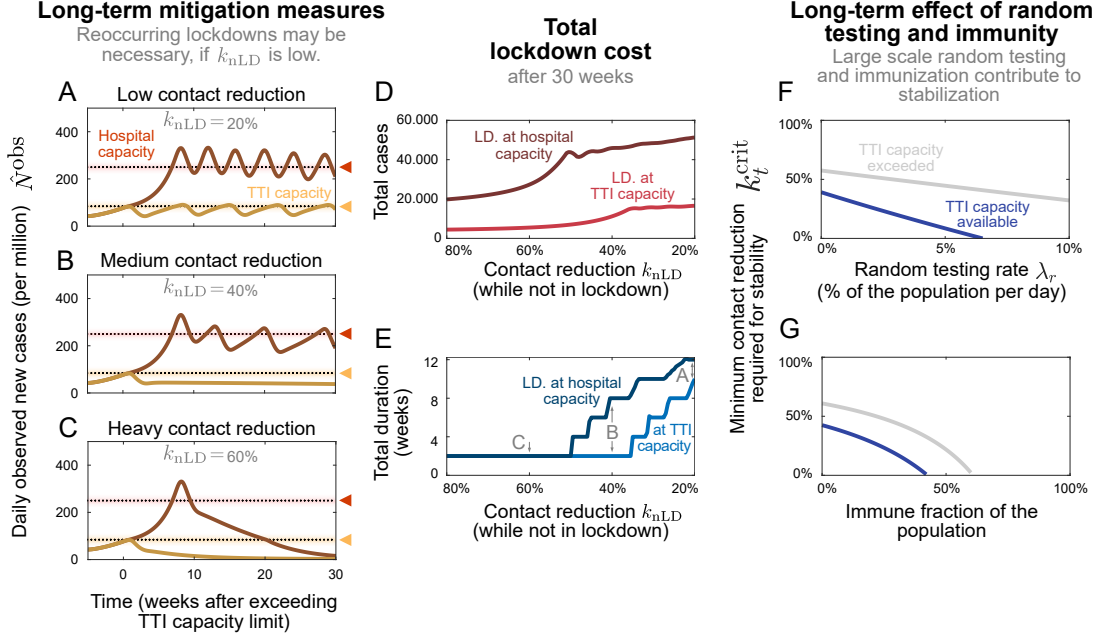 Long-term mitigation measures
Reoccurring lockdowns may be
necessary, if k_nLD is low.
A
Low contact reduction
k_nLD = 20%
Hospital
capacity
TTI capacity
400
200
0
B
Medium contact reduction
k_nLD = 40%
400
200
0
C
Heavy contact reduction
k_nLD = 60%
400
200
0
0
10
20
30
Daily observed new cases (per million) N̂^obs
Time (weeks after exceeding
TTI capacity limit)
Total
lockdown cost
after 30 weeks
D
60.000
40.000
20.000
0
Total cases
LD. at hospital
capacity
LD. at
TTI capacity
80%
60%
40%
20%
Contact reduction k_nLD
(while not in lockdown)
E
12
8
4
0
Total duration
(weeks)
LD. at hospital
capacity
at TTI
capacity
A
B
C
80%
60%
40%
20%
Contact reduction k_nLD
(while not in lockdown)
Long-term effect of random
testing and immunity
Large scale random testing
and immunization contribute to
stabilization
Minimum contact reduction k_t^crit
required for stability
F
100%
50%
0%
TTI capacity
exceeded
TTI capacity
available
0%
5%
10%
Random testing rate λ_r
(% of the population per day)
G
100%
50%
0%
0%
50%
100%
Immune fraction of the
population